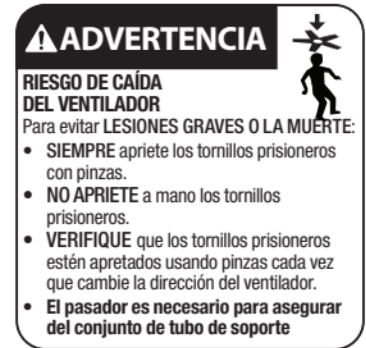 ADVERTENCIA
RIESGO DE CAÍDA
DEL VENTILADOR
Para evitar LESIONES GRAVES O LA MUERTE:
• SIEMPRE apriete los tornillos prisioneros
con pinzas.
• NO APRIETE a mano los tornillos
prisioneros.
• VERIFIQUE que los tornillos prisioneros
estén apretados usando pinzas cada vez
que cambie la dirección del ventilador.
• El pasador es necesario para asegurar
del conjunto de tubo de soporte